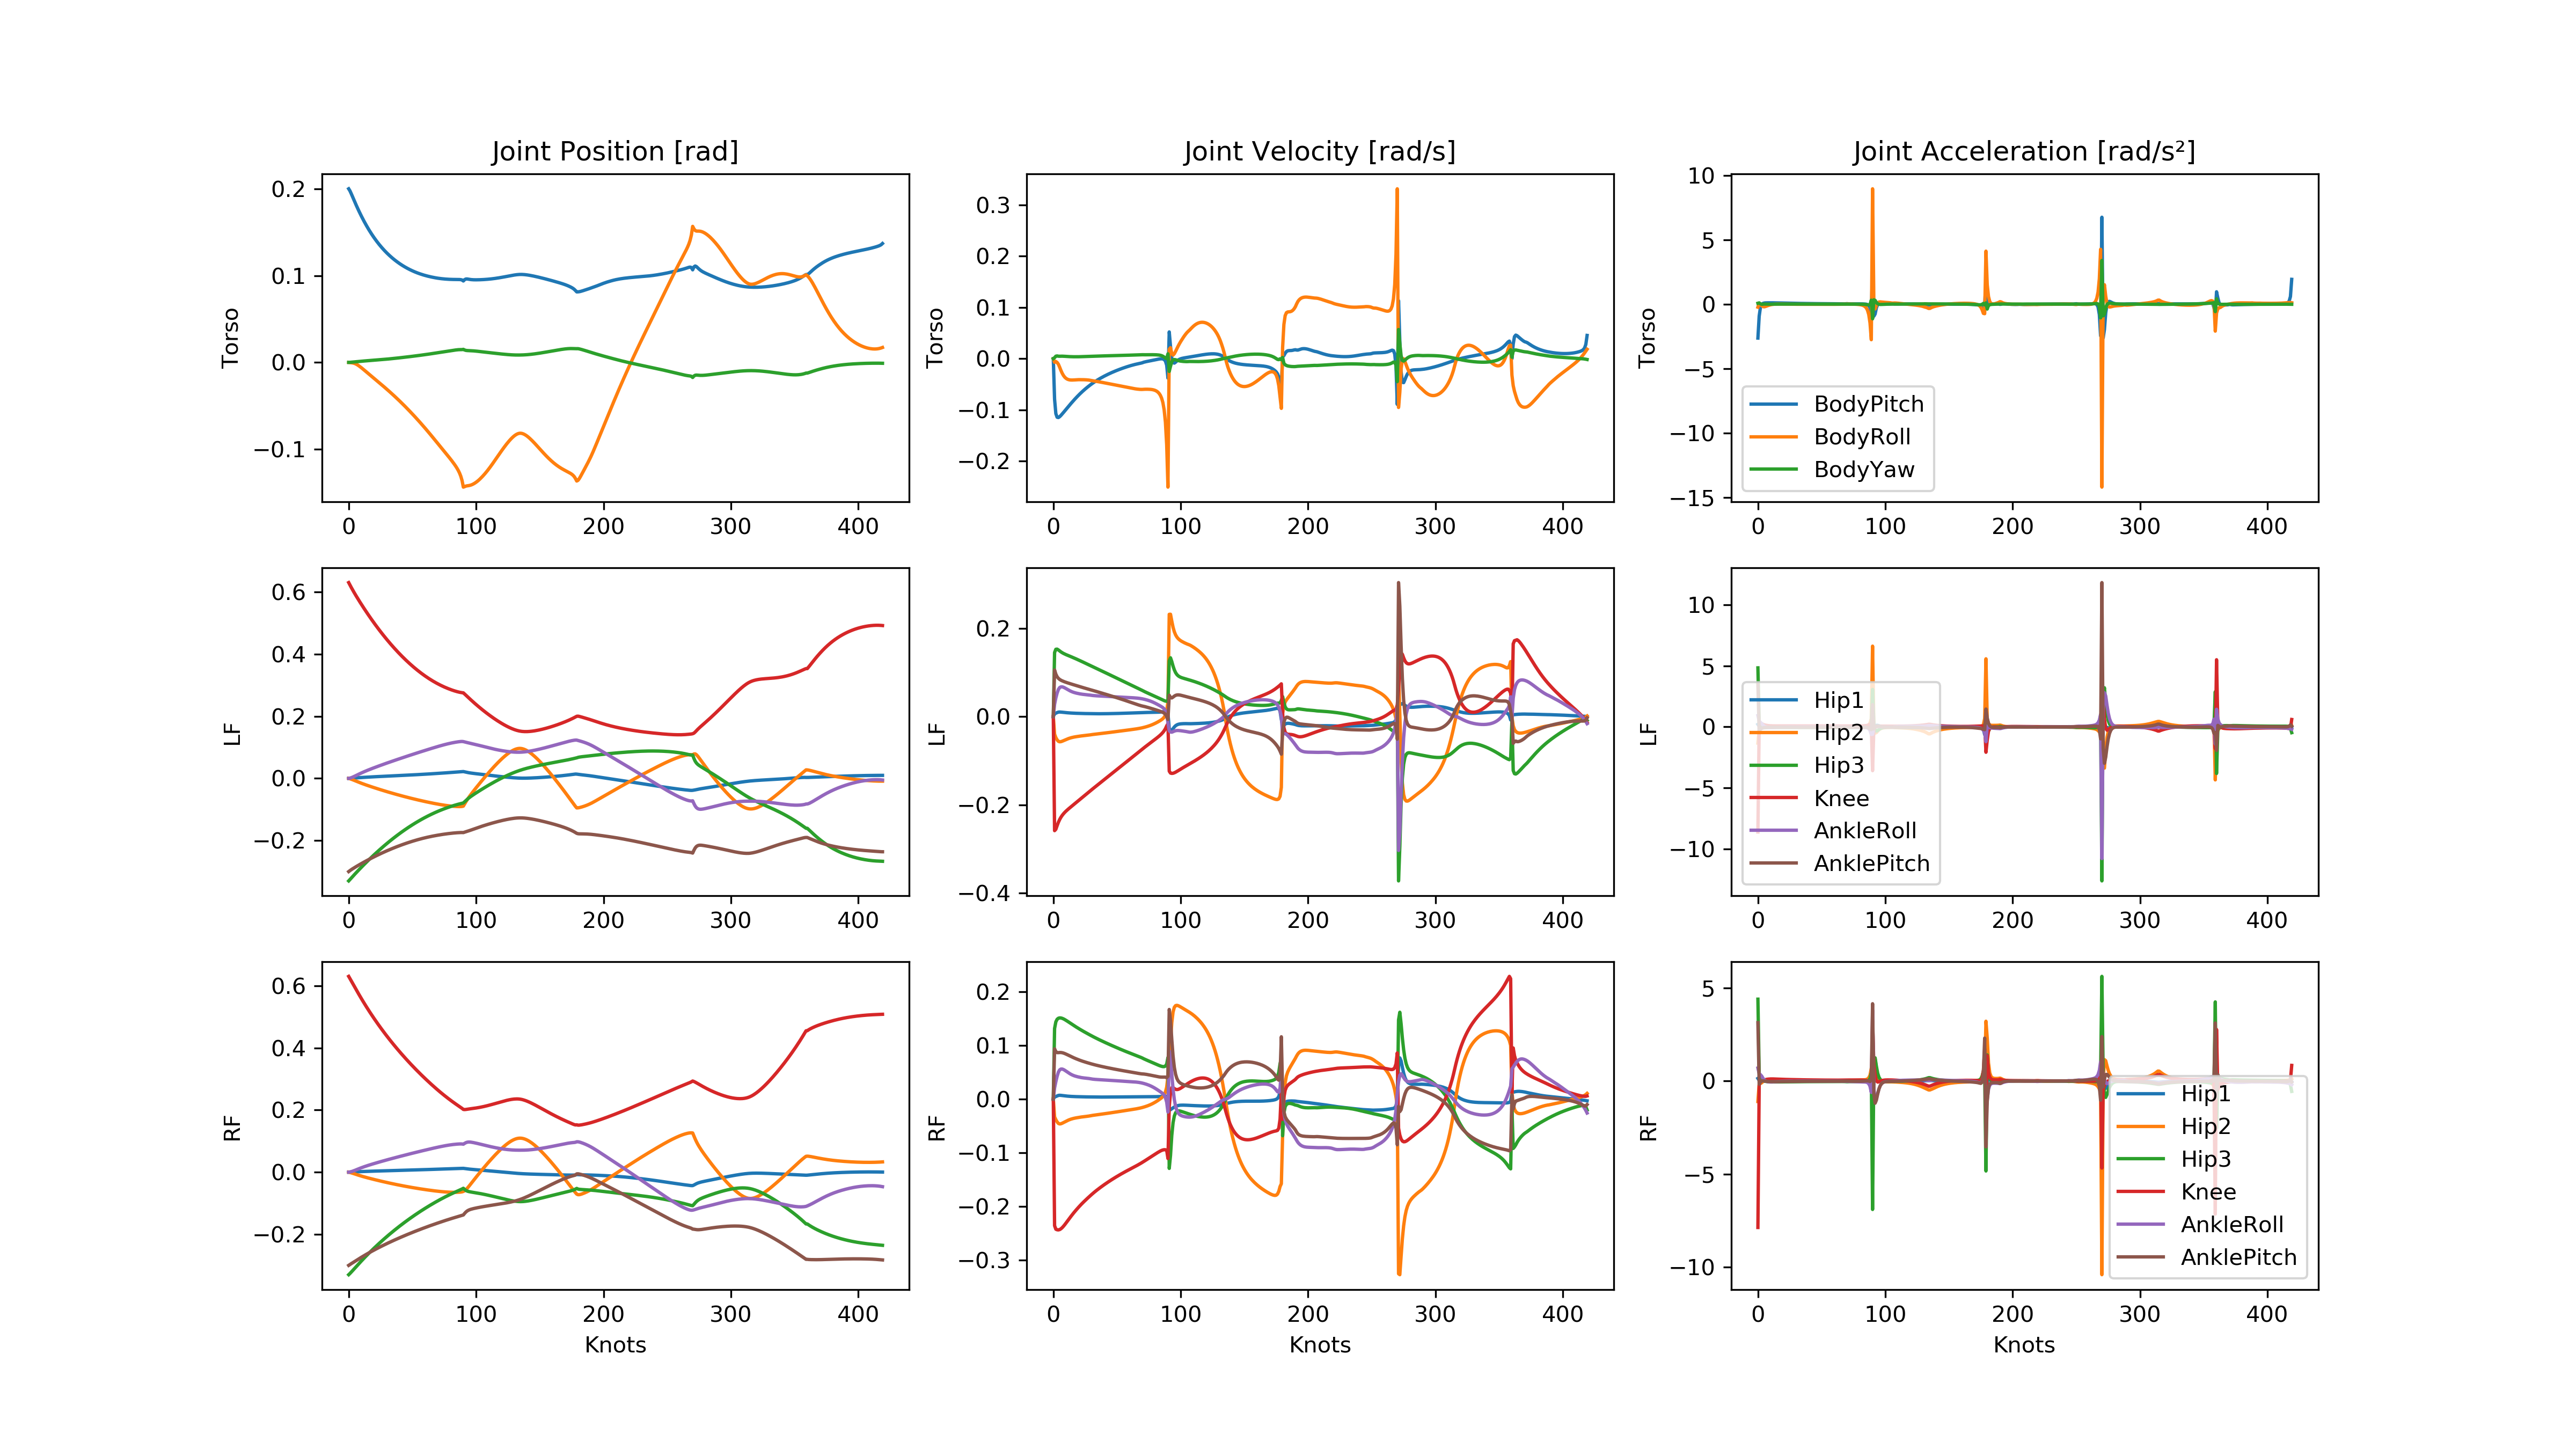 Joint Position [rad]
Joint Velocity [rad/s]
Joint Acceleration [rad/s²]
Torso
0.2
0.1
0.0
−0.1
0 100 200 300 400
Torso
0.3
0.2
0.1
0.0
−0.1
−0.2
0 100 200 300 400
Torso
10
5
0
−5
−10
−15
0 100 200 300 400
BodyPitch
BodyRoll
BodyYaw
LF
0.6
0.4
0.2
0.0
−0.2
0 100 200 300 400
LF
0.2
0.0
−0.2
−0.4
0 100 200 300 400
LF
10
5
0
−5
−10
0 100 200 300 400
Hip1
Hip2
Hip3
Knee
AnkleRoll
AnklePitch
RF
0.6
0.4
0.2
0.0
−0.2
0 100 200 300 400
Knots
RF
0.2
0.1
0.0
−0.1
−0.2
−0.3
0 100 200 300 400
Knots
RF
5
0
−5
−10
0 100 200 300 400
Knots
Hip1
Hip2
Hip3
Knee
AnkleRoll
AnklePitch